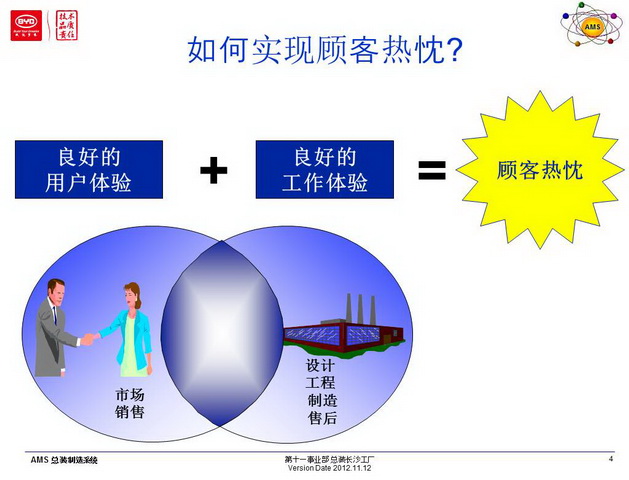 BYD
技术
品质
责任
AMS
如何实现顾客热忱?
良好的
用户体验
+
良好的
工作体验
=
顾客热忱
市场
销售
设计
工程
制造
售后
AMS 总装制造系统
第十一事业部总装长沙工厂
Version Date 2012.11.12
4